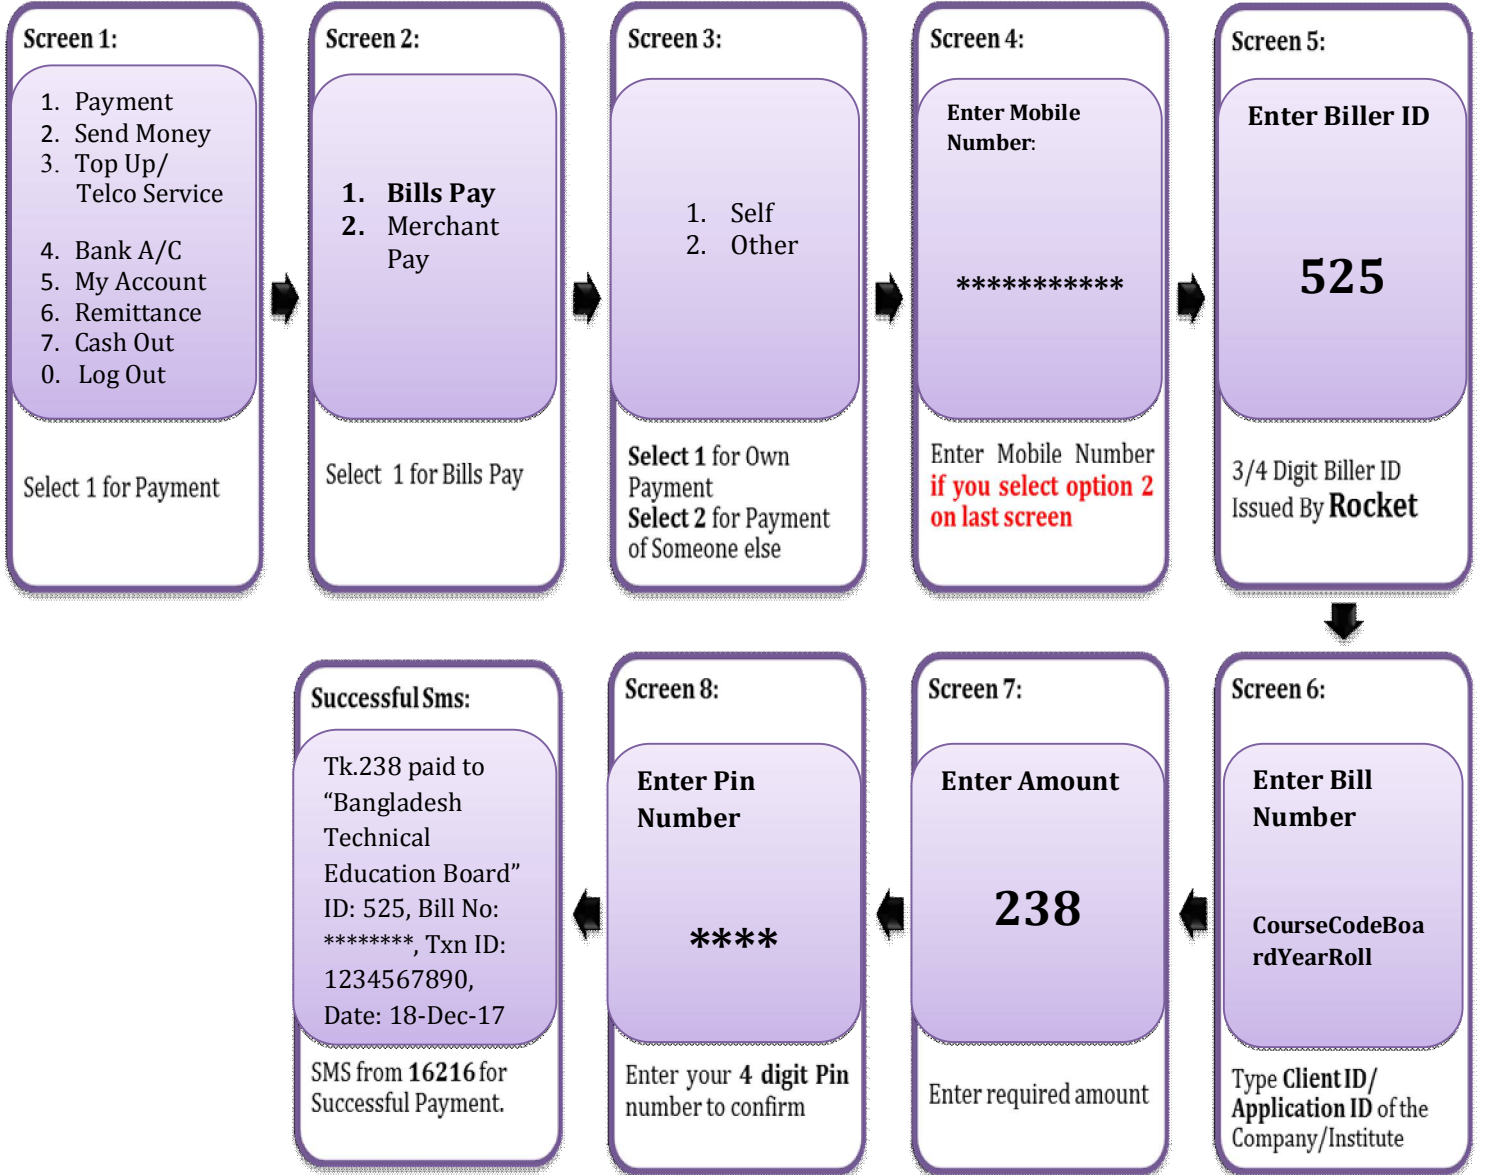 Screen 1:
1. Payment
2. Send Money
3. Top Up/
Telco Service
4. Bank A/C
5. My Account
6. Remittance
7. Cash Out
0. Log Out
Select 1 for Payment
Screen 2:
1. Bills Pay
2. Merchant
Pay
Select 1 for Bills Pay
Screen 3:
1. Self
2. Other
Select 1 for Own
Payment
Select 2 for Payment
of Someone else
Screen 4:
Enter Mobile
Number:
***********
Enter Mobile Number
if you select option 2
on last screen
Screen 5:
Enter Biller ID
525
3/4 Digit Biller ID
Issued By Rocket
Screen 6:
Enter Bill
Number
CourseCodeBoa
rdYearRoll
Type Client ID/
Application ID of the
Company/Institute
Screen 7:
Enter Amount
238
Enter required amount
Screen 8:
Enter Pin
Number
****
Enter your 4 digit Pin
number to confirm
Successful Sms:
Tk.238 paid to
“Bangladesh
Technical
Education Board”
ID: 525, Bill No:
********, Txn ID:
1234567890,
Date: 18-Dec-17
SMS from 16216 for
Successful Payment.